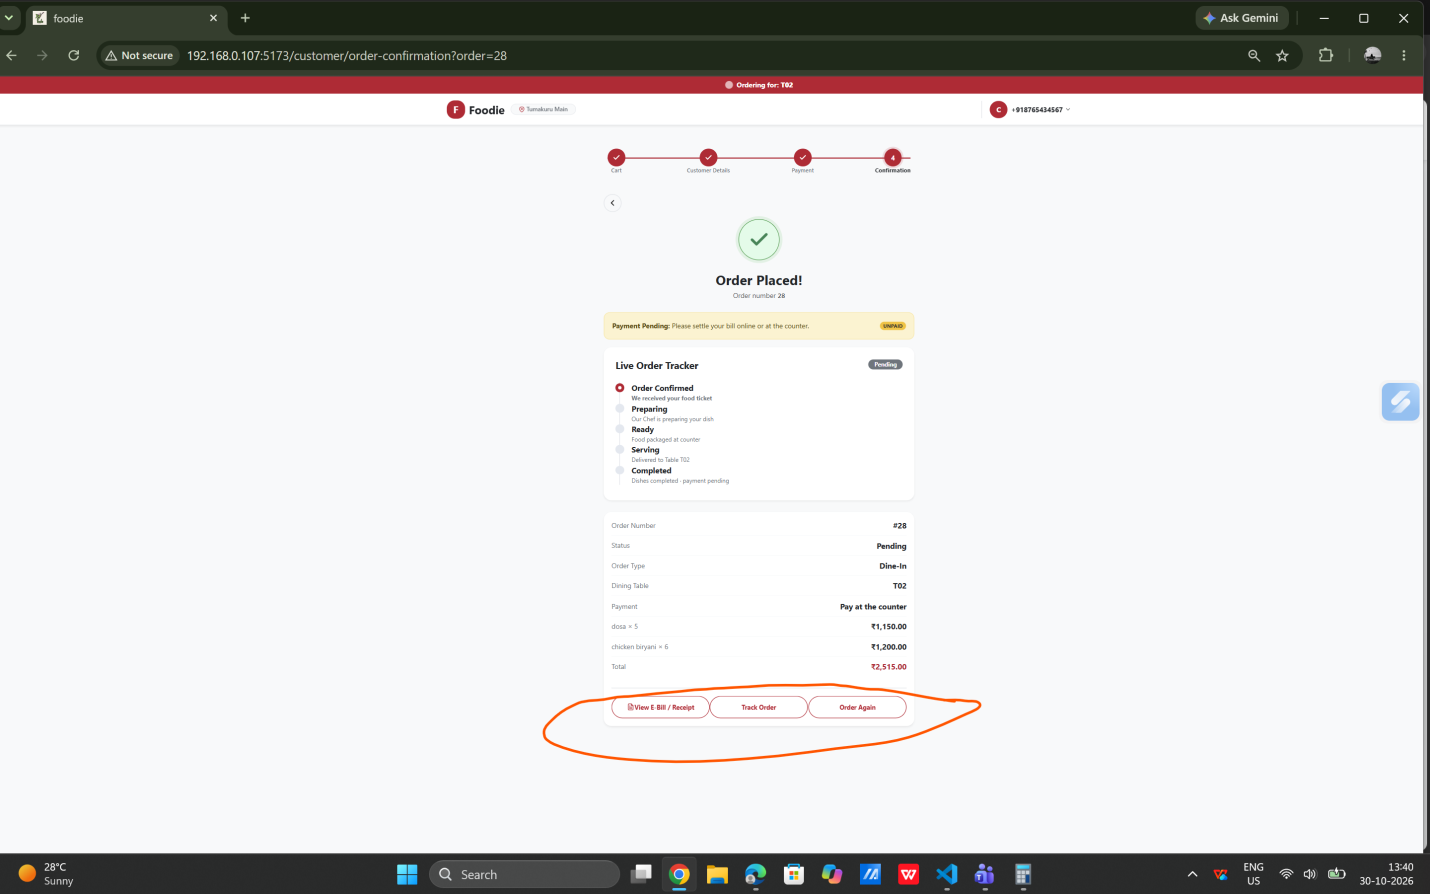 foodie
Ask Gemini
Not secure
192.168.0.107:5173/customer/order-confirmation?order=28
Ordering for: T02
F Foodie
Tumakuru Main
C +918765434567
4
Cart
Customer Details
Payment
Confirmation
Order Placed!
Order number 28
Payment Pending: Please settle your bill online or at the counter.
UNPAID
Live Order Tracker
Pending
Order Confirmed
We received your food ticket
Preparing
Our Chef is preparing your dish
Ready
Food packaged at counter
Serving
Delivered to Table T02
Completed
Dishes completed - payment pending
Order Number #28
Status Pending
Order Type Dine-In
Dining Table T02
Payment Pay at the counter
dosa × 5 ₹1,150.00
chicken biryani × 6 ₹1,200.00
Total ₹2,515.00
View E-Bill / Receipt
Track Order
Order Again
28°C
Sunny
Search
ENG
US
13:40
30-10-2026